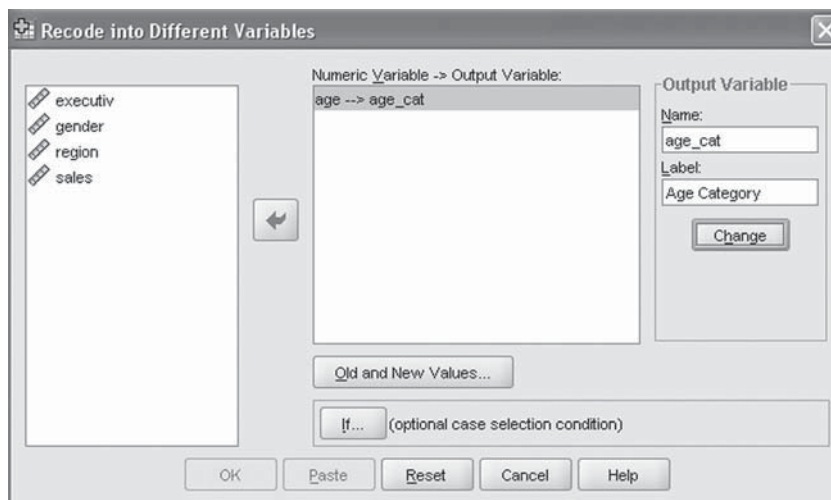 Recode into Different Variables
executiv
gender
region
sales
Numeric Variable -> Output Variable:
age --> age_cat
Output Variable
Name:
age_cat
Label:
Age Category
Change
Old and New Values...
If... (optional case selection condition)
OK Paste Reset Cancel Help